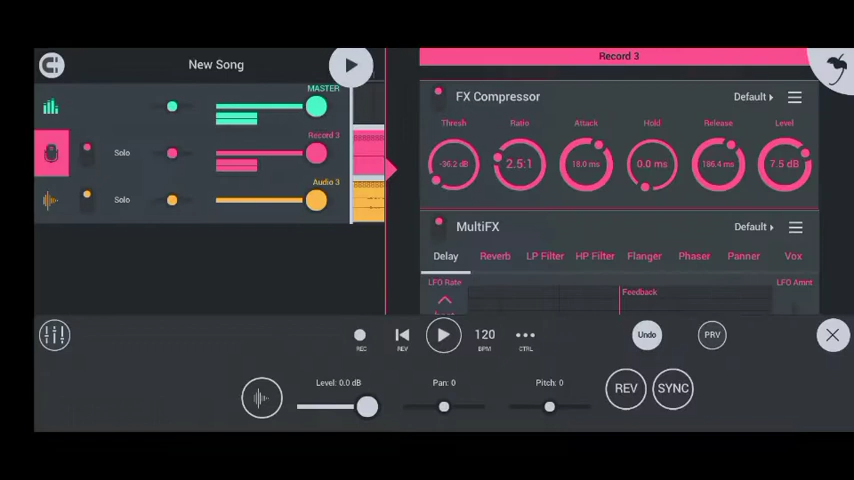 New Song
Record 3
MASTER
FX Compressor
Default
Thresh
Ratio
Attack
Hold
Release
Level
-36.2 dB
2.5:1
18.0 ms
0.0 ms
186.4 ms
7.5 dB
Record 3
Solo
Audio 3
Solo
MultiFX
Default
Delay
Reverb
LP Filter
HP Filter
Flanger
Phaser
Panner
Vox
LFO Rate
Feedback
LFO Amnt
120
BPM
REC
REV
CTRL
Undo
PRV
Level: 0.0 dB
Pan: 0
Pitch: 0
REV
SYNC